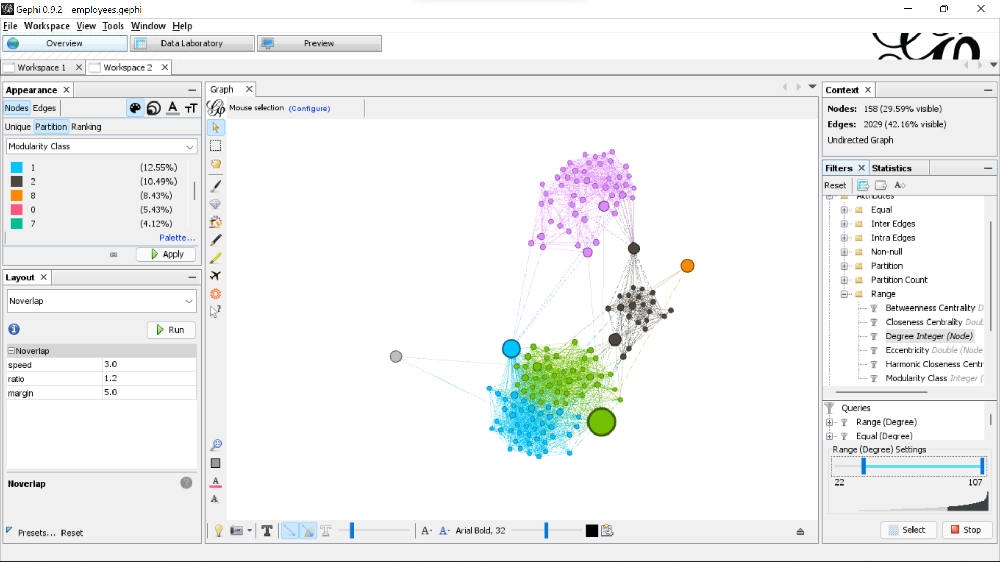 Gephi 0.9.2 - employees.gephi
File Workspace View Tools Window Help
Overview Data Laboratory Preview
Workspace 1 Workspace 2
Appearance
Nodes Edges
Unique Partition Ranking
Modularity Class
1 (12.55%)
2 (10.49%)
8 (8.43%)
0 (5.43%)
7 (4.12%)
Palette...
Apply
Layout
Noverlap
Run
Noverlap
speed 3.0
ratio 1.2
margin 5.0
Noverlap
Presets... Reset
Graph
Mouse selection (Configure)
Arial Bold, 32
Context
Nodes: 158 (29.59% visible)
Edges: 2029 (42.16% visible)
Undirected Graph
Filters Statistics
Reset
Attributes
Equal
Inter Edges
Intra Edges
Non-null
Partition
Partition Count
Range
Betweenness Centrality D
Closeness Centrality Doub
Degree Integer (Node)
Eccentricity Double (Node
Harmonic Closeness Centr
Modularity Class Integer (
Queries
Range (Degree)
Equal (Degree)
Range (Degree) Settings
22 107
Select Stop